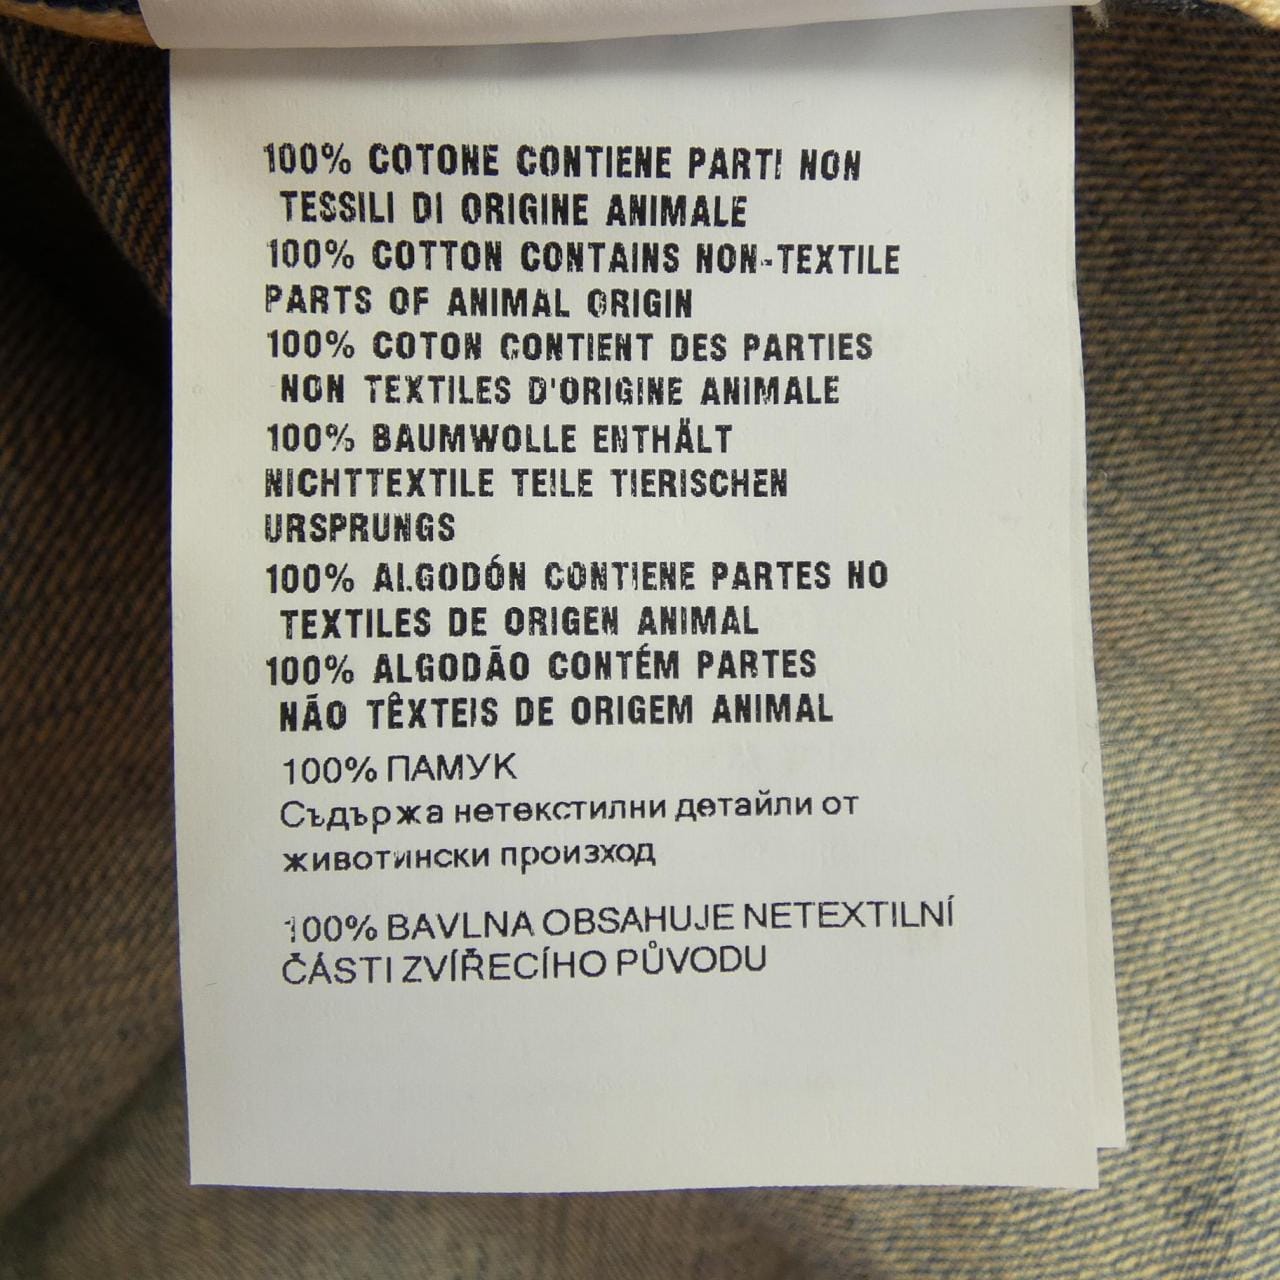 100% COTONE CONTIENE PARTI NON
TESSILI DI ORIGINE ANIMALE
100% COTTON CONTAINS NON-TEXTILE
PARTS OF ANIMAL ORIGIN
100% COTON CONTIENT DES PARTIES
NON TEXTILES D'ORIGINE ANIMALE
100% BAUMWOLLE ENTHÄLT
NICHTTEXTILE TEILE TIERISCHEN
URSPRUNGS
100% ALGODÓN CONTIENE PARTES NO
TEXTILES DE ORIGEN ANIMAL
100% ALGODÃO CONTÉM PARTES
NÃO TÊXTEIS DE ORIGEM ANIMAL
100% ПАМУК
Съдържа нетекстилни детайли от
животински произход
100% BAVLNA OBSAHUJE NETEXTILNÍ
ČÁSTI ZVÍŘECÍHO PŮVODU